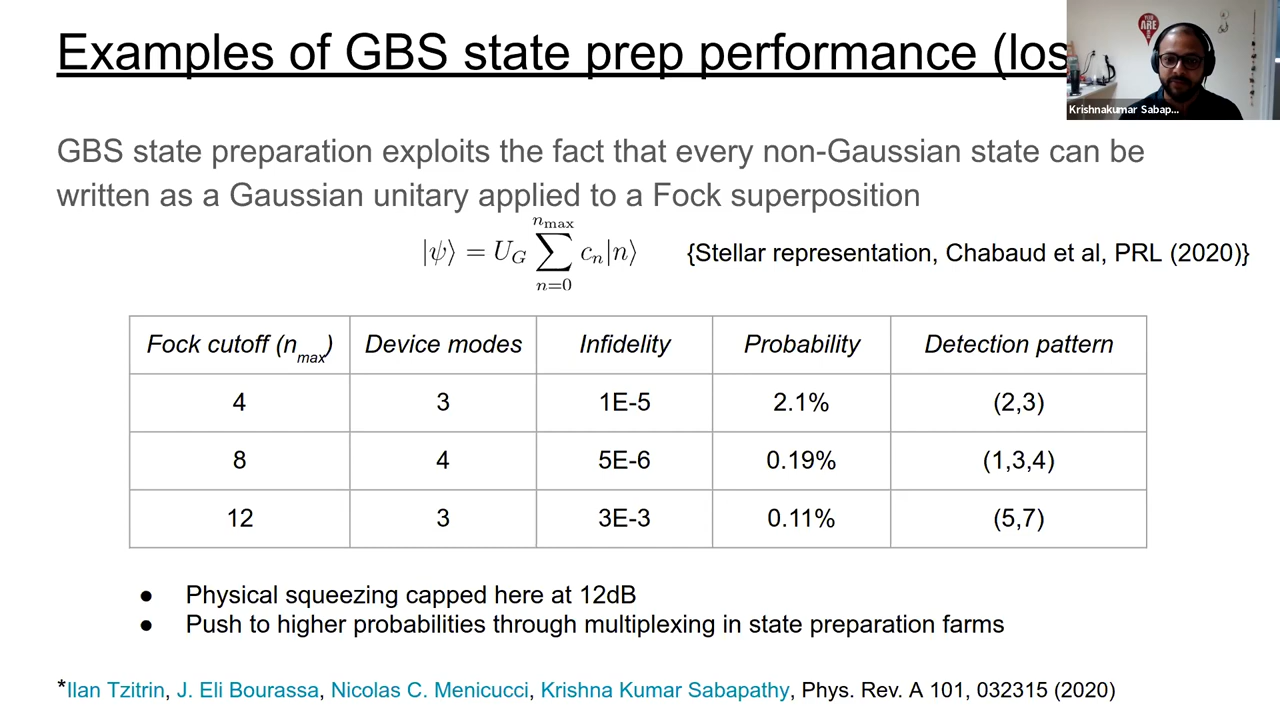 Examples of GBS state prep performance (los
YOU
ARE
Krishnakumar Sabap...
GBS state preparation exploits the fact that every non-Gaussian state can be
written as a Gaussian unitary applied to a Fock superposition
|ψ⟩ = U_G ∑_{n=0}^{n_max} c_n|n⟩ {Stellar representation, Chabaud et al, PRL (2020)}
Fock cutoff (n_max) Device modes Infidelity Probability Detection pattern
4 3 1E-5 2.1% (2,3)
8 4 5E-6 0.19% (1,3,4)
12 3 3E-3 0.11% (5,7)
● Physical squeezing capped here at 12dB
● Push to higher probabilities through multiplexing in state preparation farms
*Ilan Tzitrin, J. Eli Bourassa, Nicolas C. Menicucci, Krishna Kumar Sabapathy, Phys. Rev. A 101, 032315 (2020)